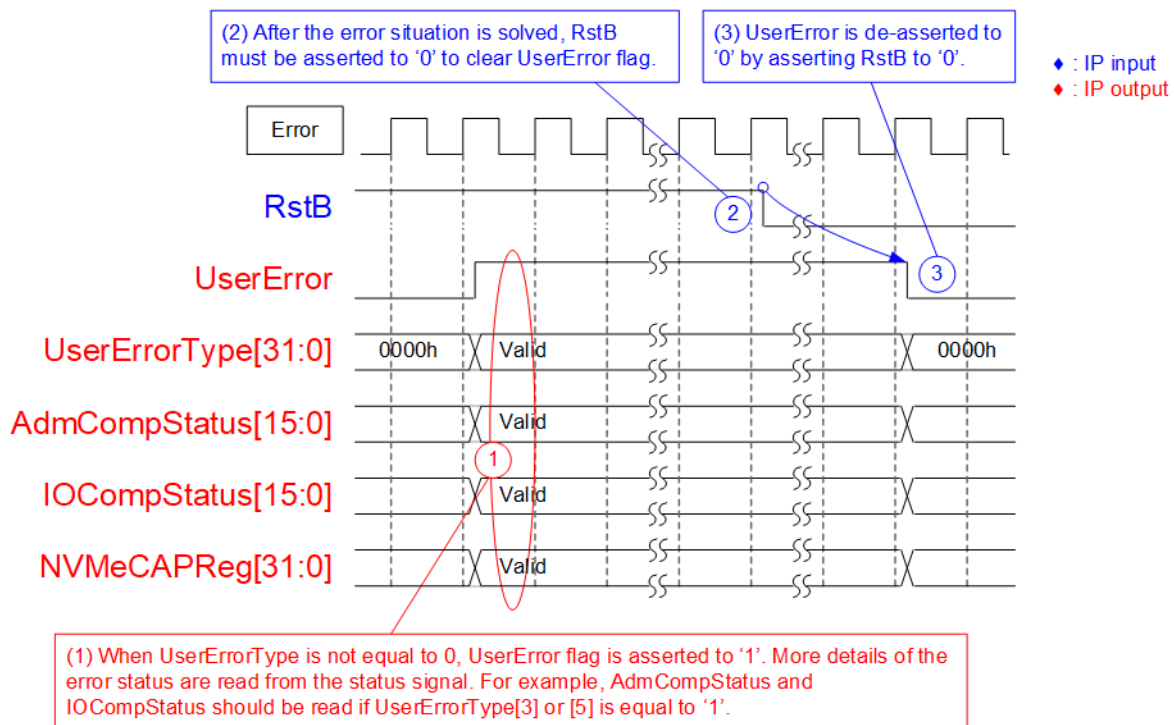 (2) After the error situation is solved, RstB
must be asserted to ‘0’ to clear UserError flag.
(3) UserError is de-asserted to
‘0’ by asserting RstB to ‘0’.
♦ : IP input
♦ : IP output
Error
RstB
2
UserError
3
UserErrorType[31:0]
0000h
Valid
0000h
AdmCompStatus[15:0]
Valid
1
IOCompStatus[15:0]
Valid
NVMeCAPReg[31:0]
Valid
(1) When UserErrorType is not equal to 0, UserError flag is asserted to ‘1’. More details of the
error status are read from the status signal. For example, AdmCompStatus and
IOCompStatus should be read if UserErrorType[3] or [5] is equal to ‘1’.